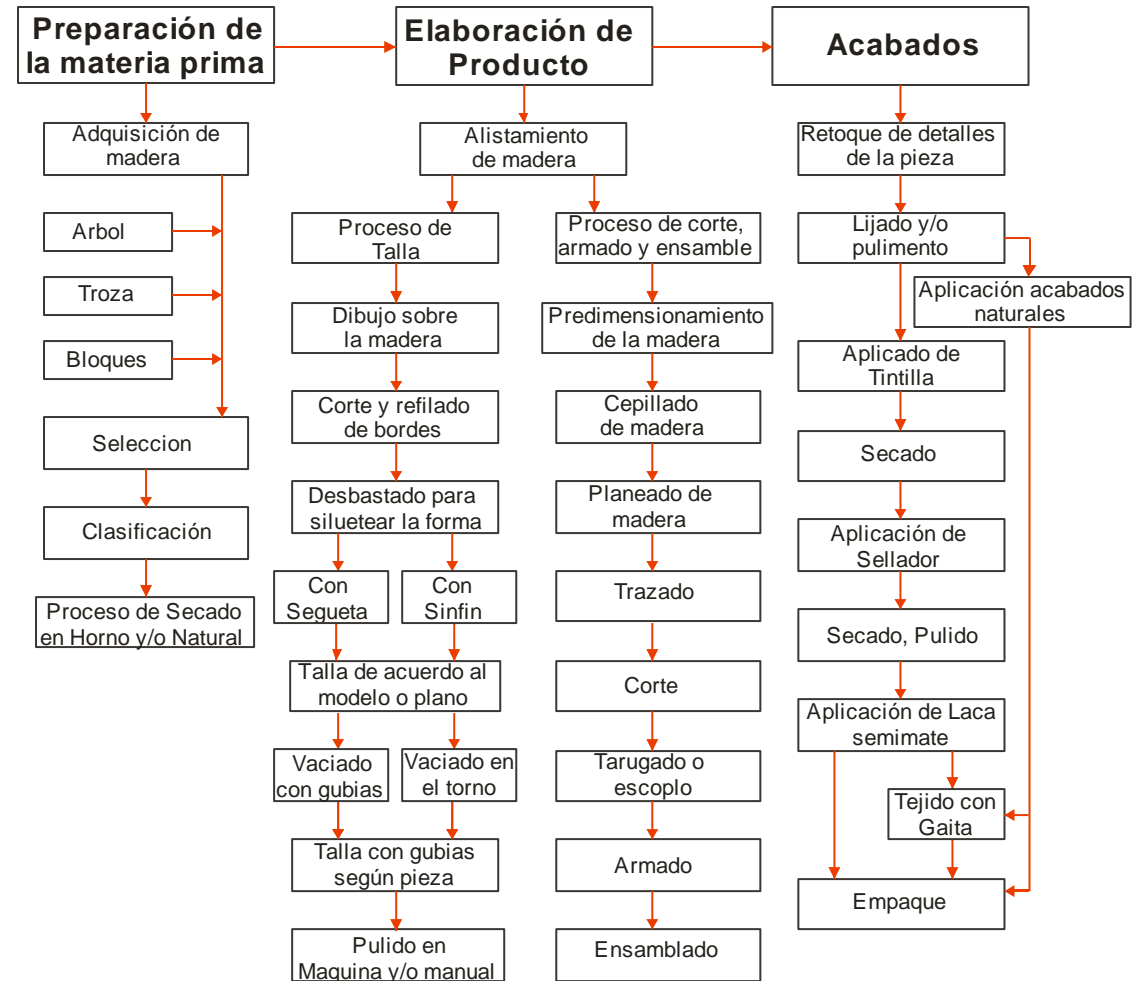 Preparación de
la materia prima
Elaboración de
Producto
Acabados
Adquisición de
madera
Arbol
Troza
Bloques
Seleccion
Clasificación
Proceso de Secado
en Horno y/o Natural
Alistamiento
de madera
Proceso de
Talla
Dibujo sobre
la madera
Corte y refilado
de bordes
Desbastado para
siluetear la forma
Con
Segueta
Con
Sinfin
Talla de acuerdo al
modelo o plano
Vaciado
con gubias
Vaciado en
el torno
Talla con gubias
según pieza
Pulido en
Maquina y/o manual
Proceso de corte,
armado y ensamble
Predimensionamiento
de la madera
Cepillado
de madera
Planeado de
madera
Trazado
Corte
Tarugado o
escoplo
Armado
Ensamblado
Retoque de detalles
de la pieza
Lijado y/o
pulimento
Aplicación acabados
naturales
Aplicado de
Tintilla
Secado
Aplicación de
Sellador
Secado, Pulido
Aplicación de Laca
semimate
Tejido con
Gaita
Empaque